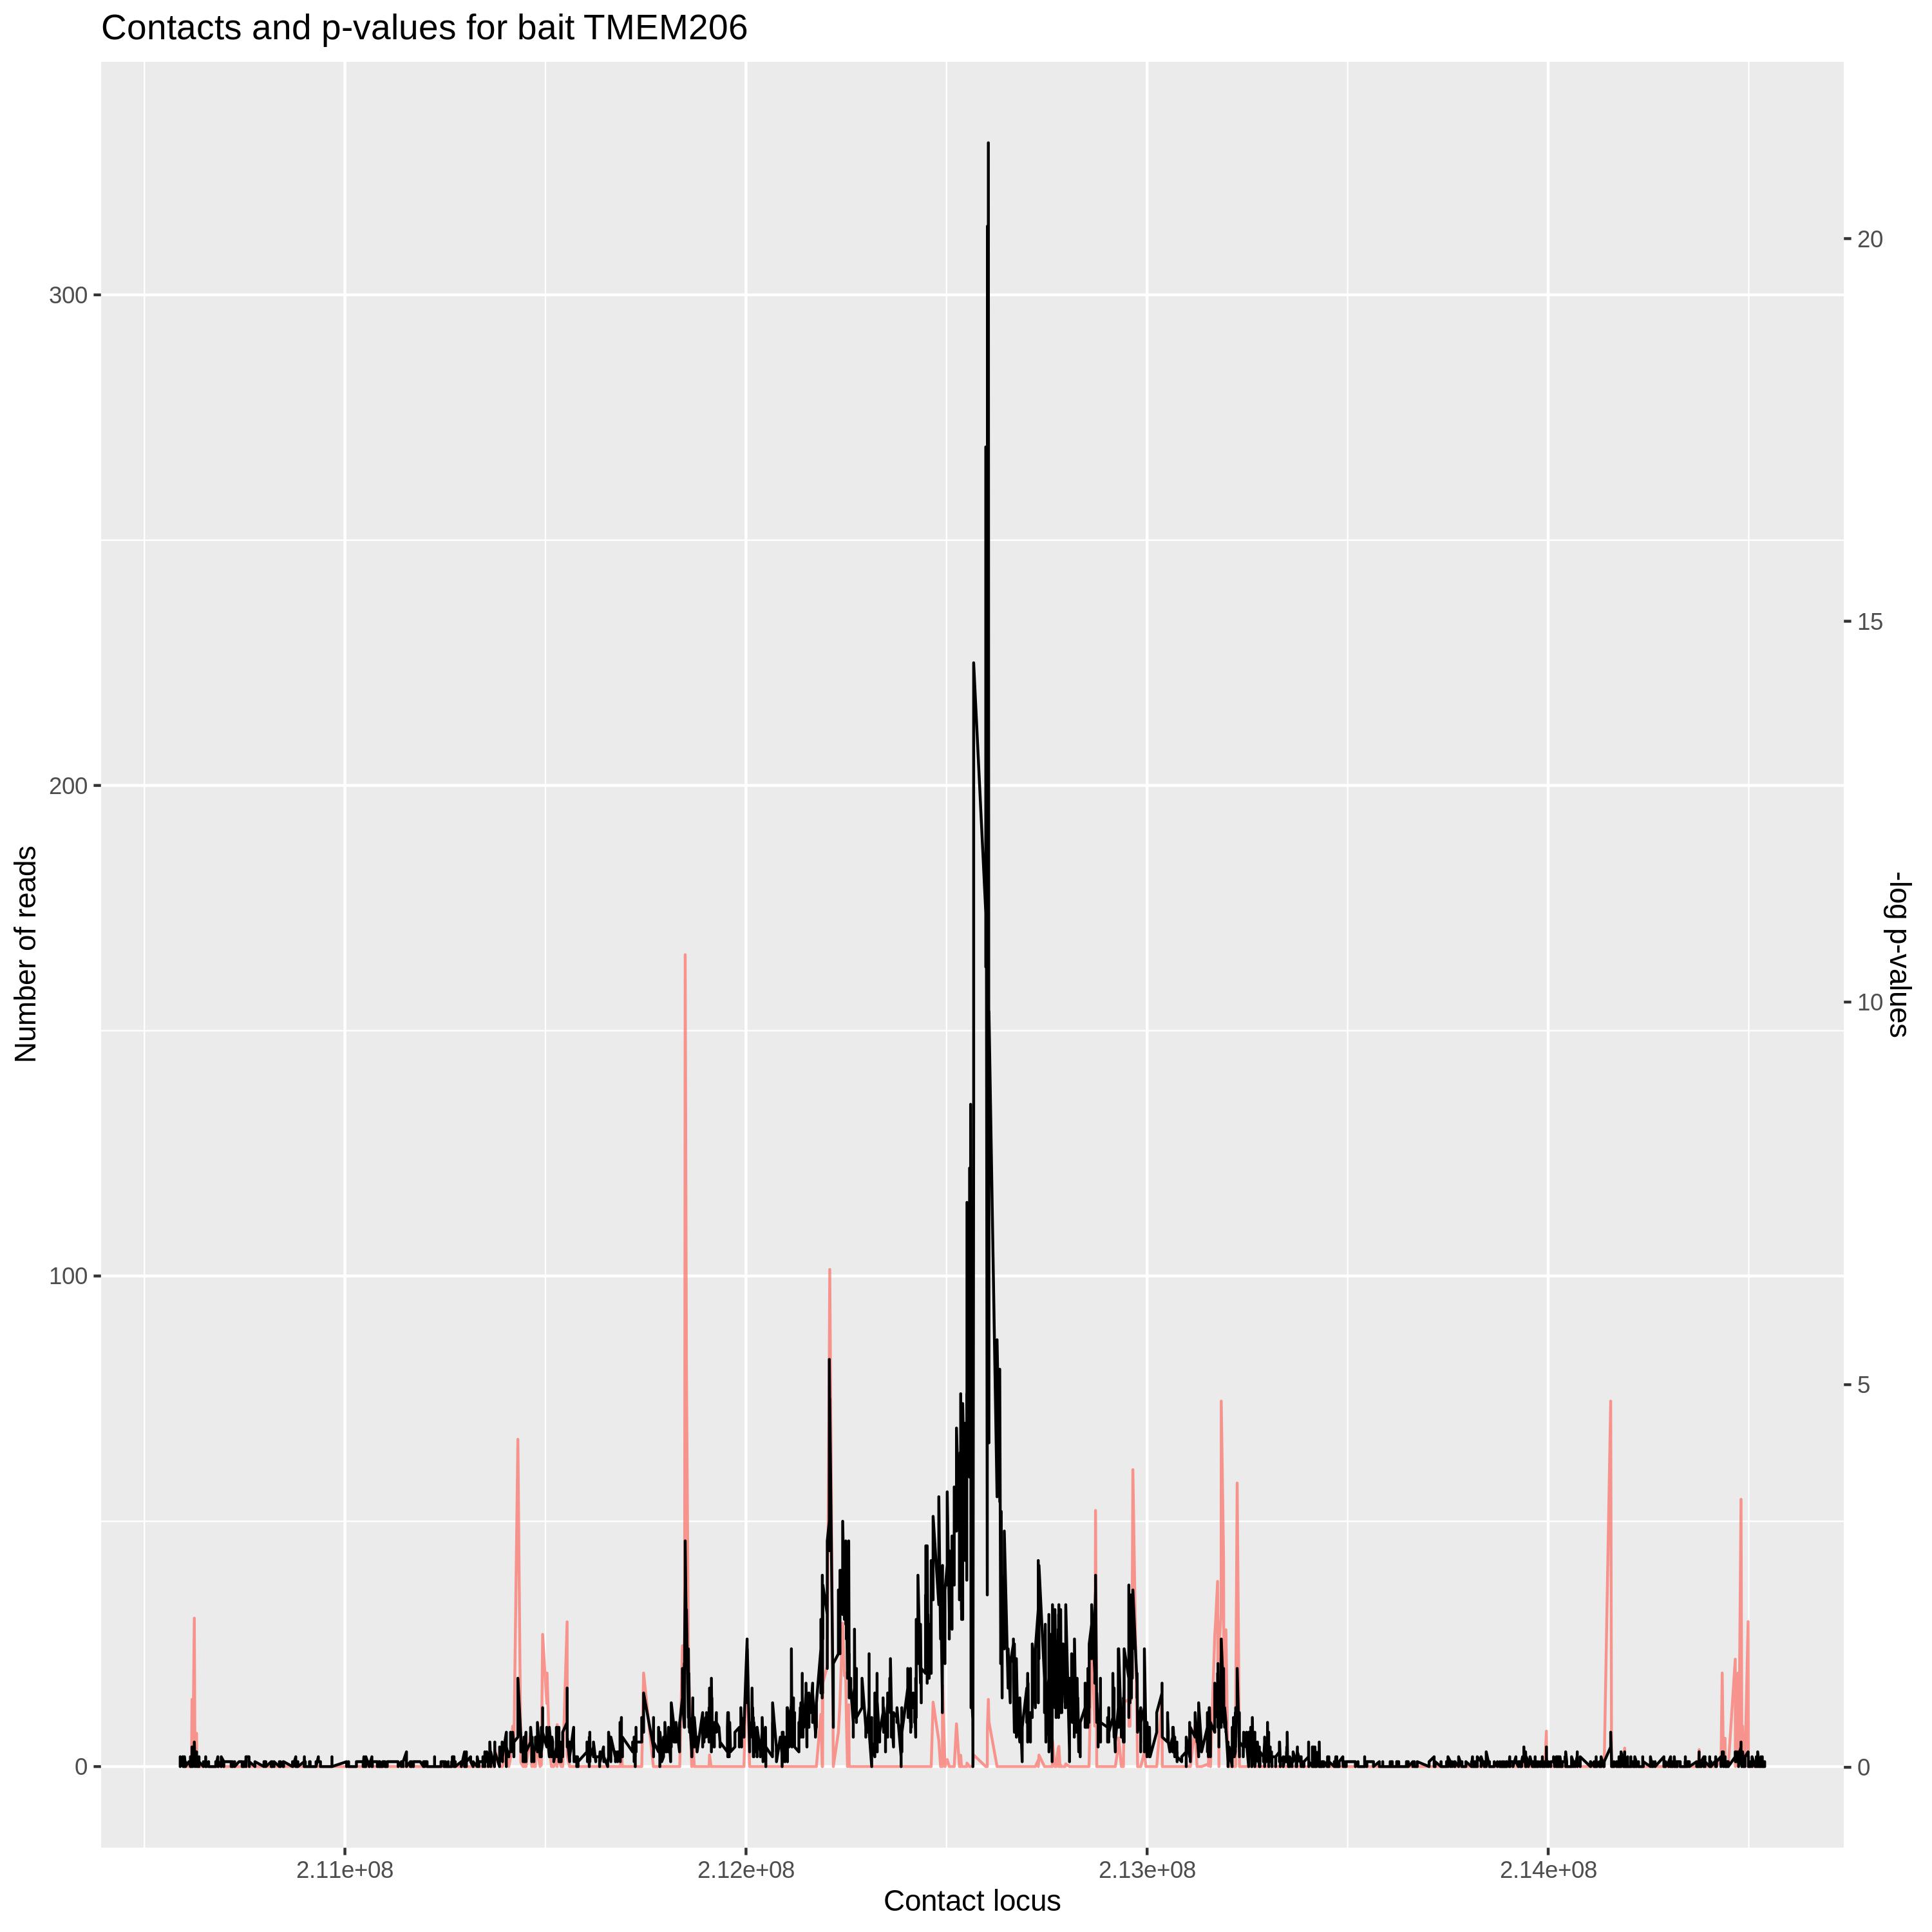 Contacts and p-values for bait TMEM206
Number of reads
300
200
100
0
20
15
10
5
0
-log p-values
2.11e+08
2.12e+08
2.13e+08
2.14e+08
Contact locus